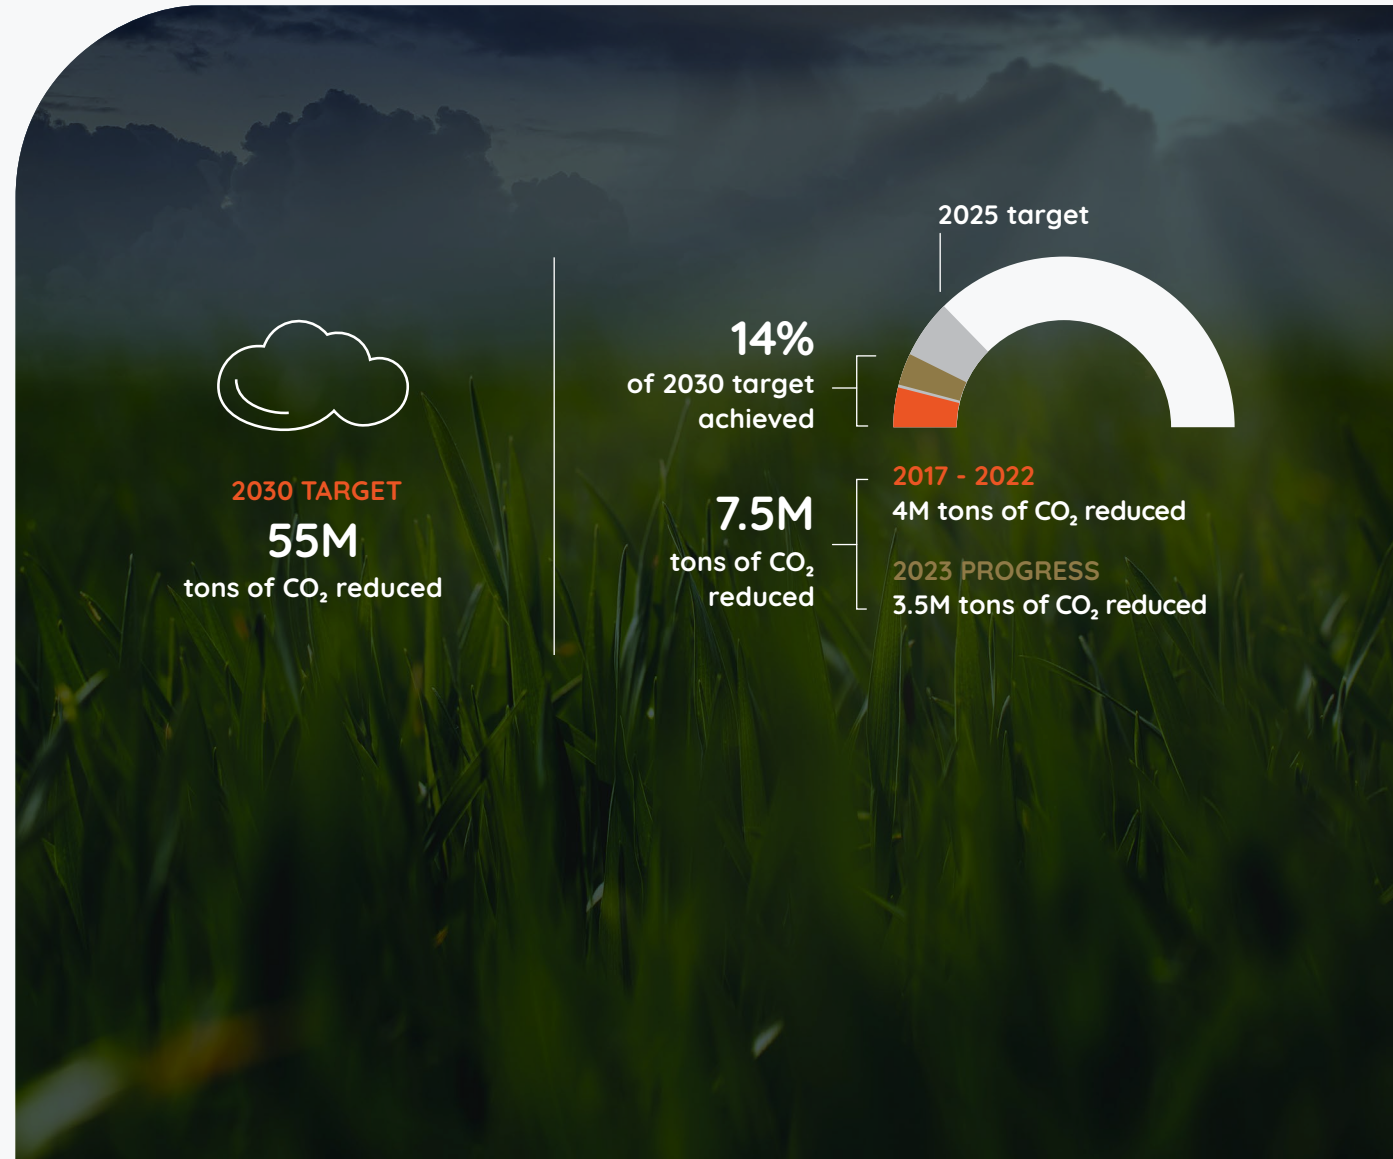 2025 target
14%
of 2030 target
achieved
2030 TARGET
55M
tons of CO₂ reduced
7.5M
tons of CO₂
reduced
2017 - 2022
4M tons of CO₂ reduced
2023 PROGRESS
3.5M tons of CO₂ reduced